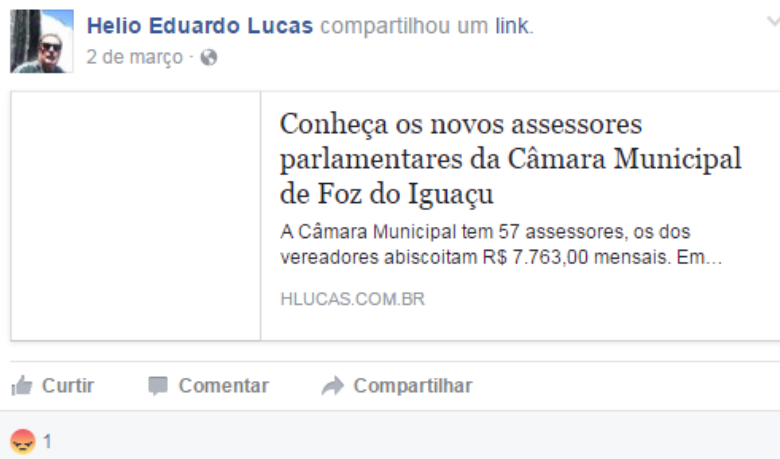 Helio Eduardo Lucas compartilhou um link.
2 de março ·
Conheça os novos assessores
parlamentares da Câmara Municipal
de Foz do Iguaçu
A Câmara Municipal tem 57 assessores, os dos
vereadores abiscoitam R$ 7.763,00 mensais. Em...
HLUCAS.COM.BR
Curtir Comentar Compartilhar
1